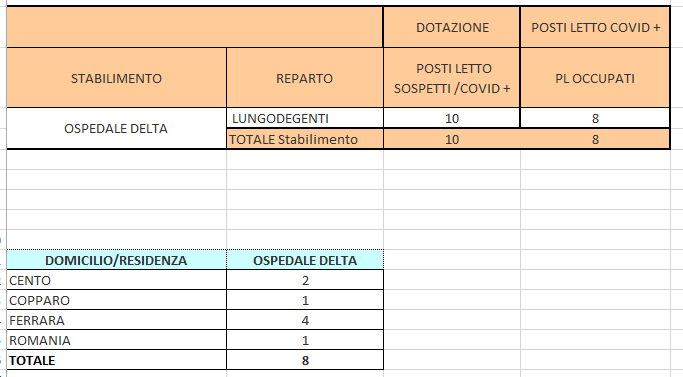 DOTAZIONE POSTI LETTO COVID +
STABILIMENTO REPARTO POSTI LETTO SOSPETTI /COVID + PL OCCUPATI
OSPEDALE DELTA LUNGODEGENTI 10 8
TOTALE Stabilimento 10 8
DOMICILIO/RESIDENZA OSPEDALE DELTA
CENTO 2
COPPARO 1
FERRARA 4
ROMANIA 1
TOTALE 8